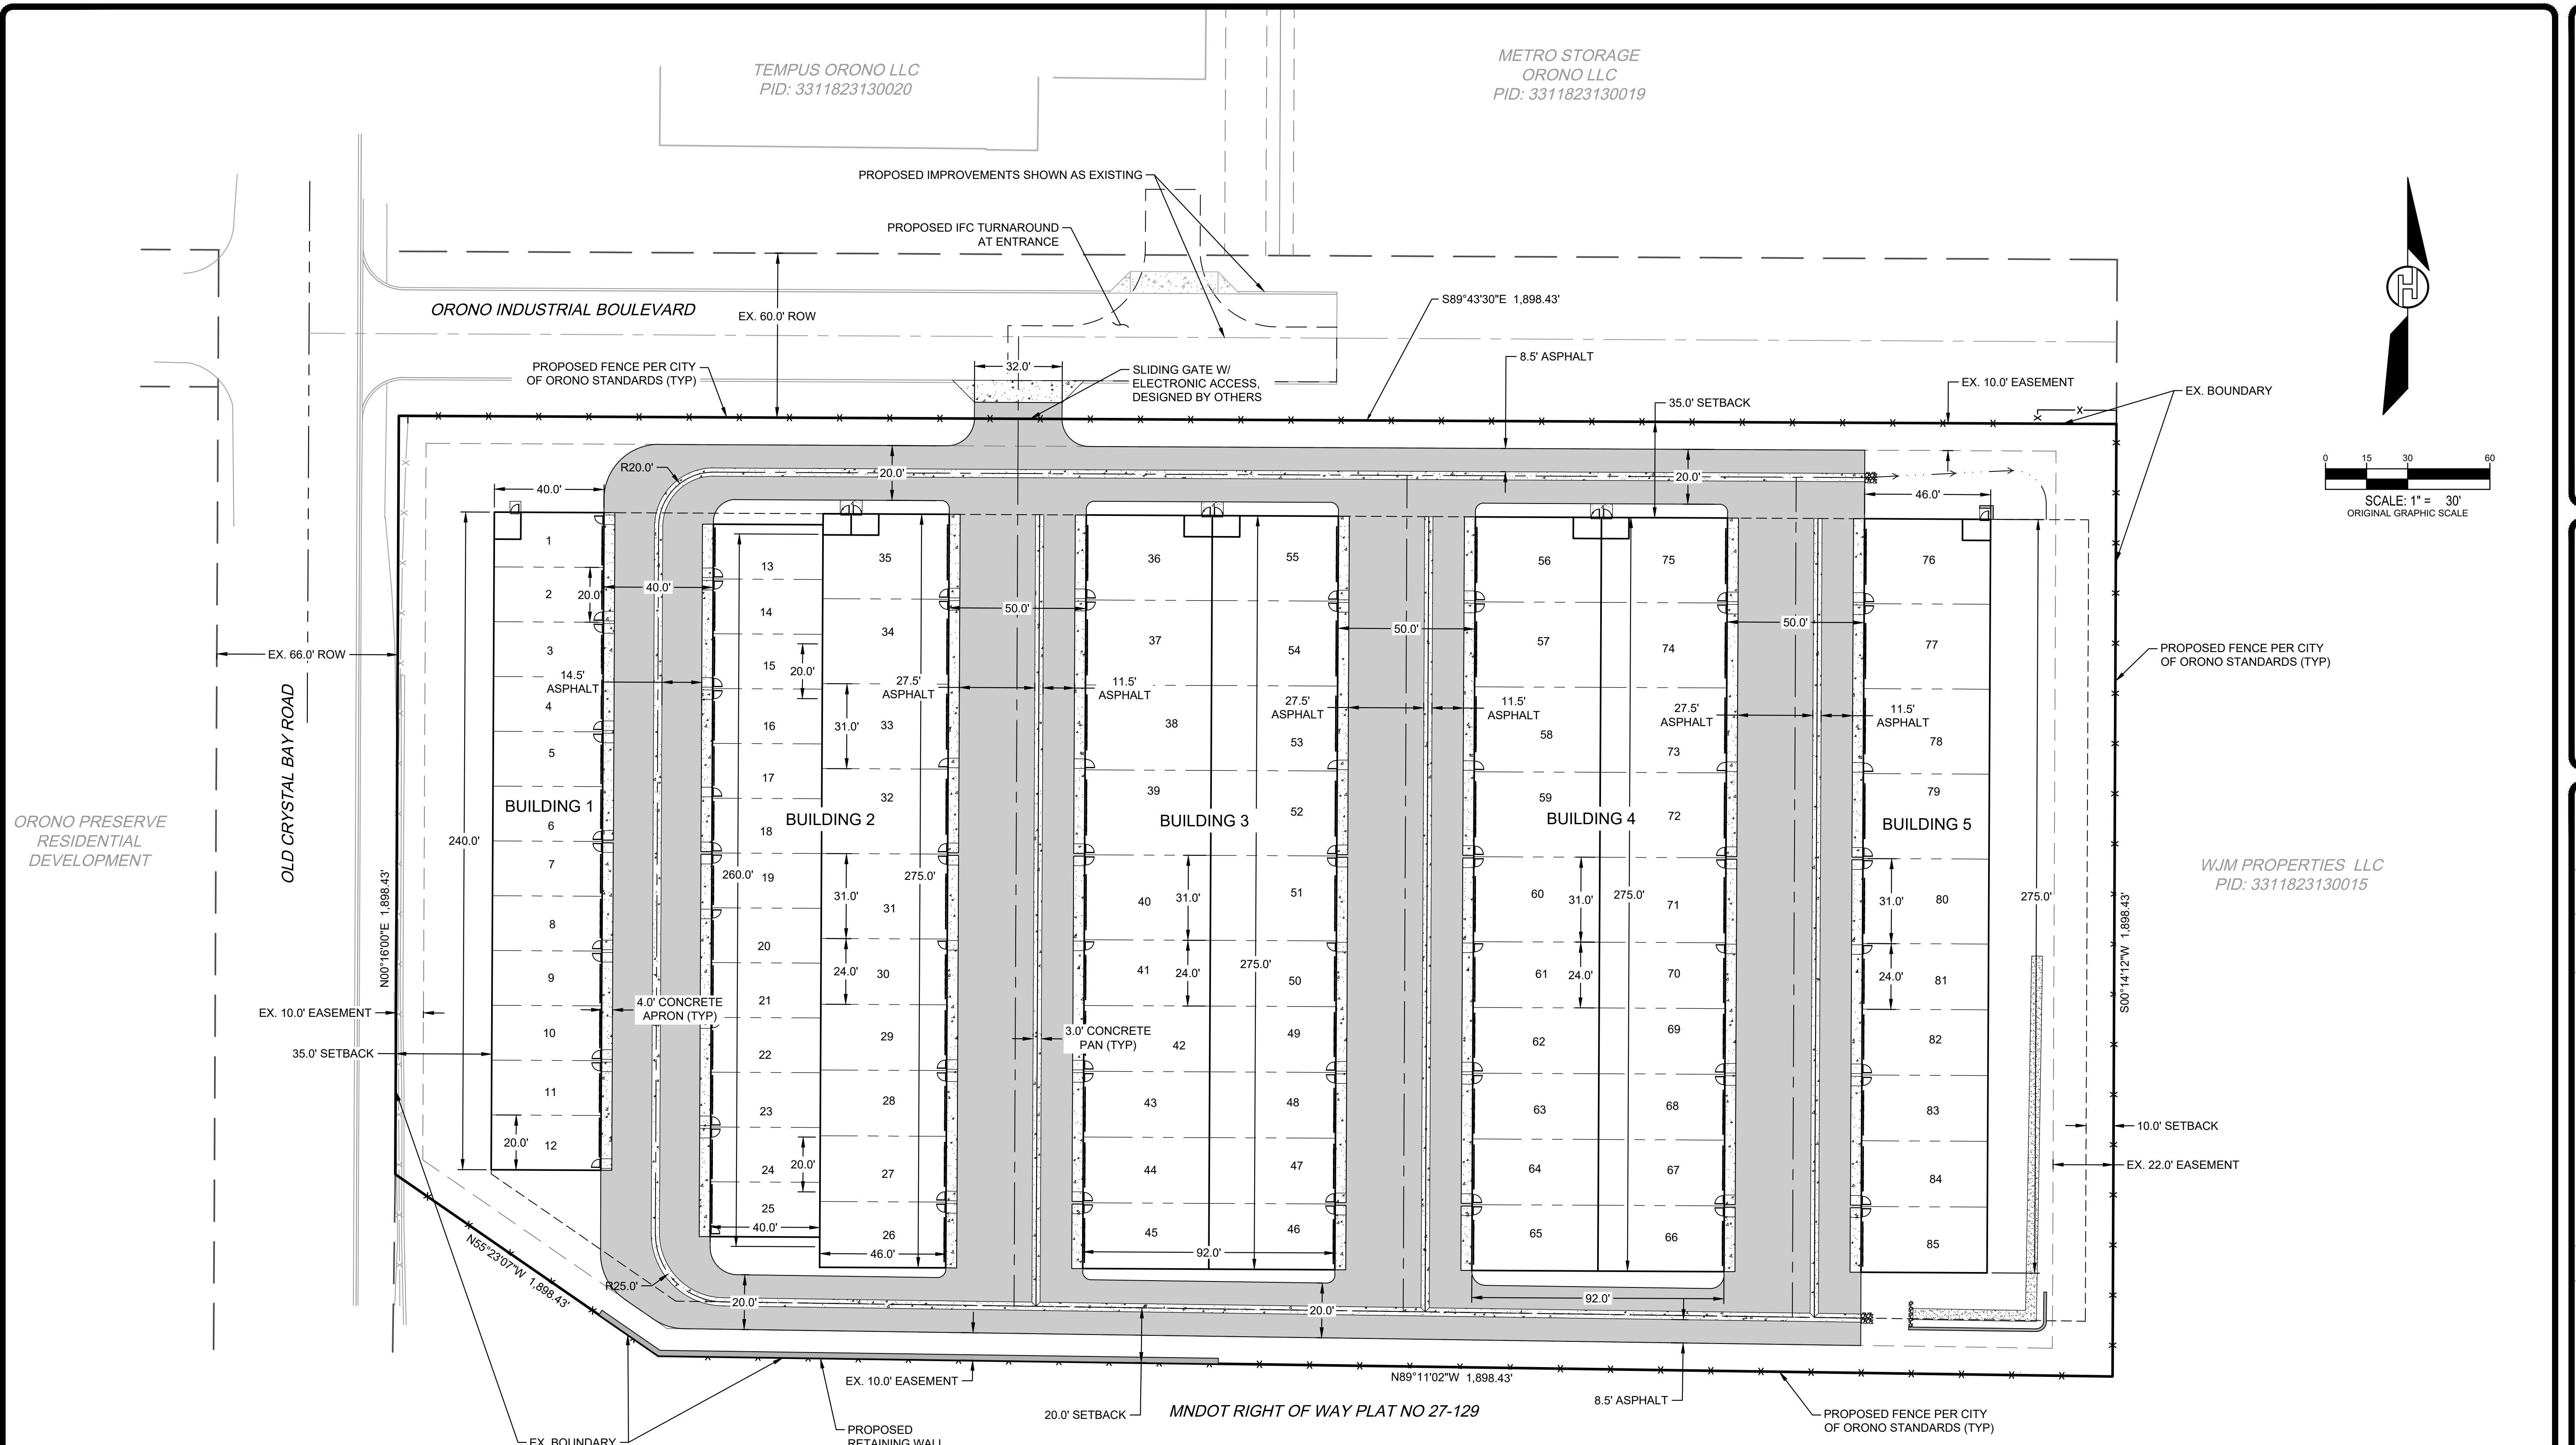 TEMPUS ORONO LLC
PID: 3311823130020
METRO STORAGE
ORONO LLC
PID: 3311823130019
PROPOSED IMPROVEMENTS SHOWN AS EXISTING
PROPOSED IFC TURNAROUND
AT ENTRANCE
ORONO INDUSTRIAL BOULEVARD
EX. 60.0' ROW
S89°43'30"E 1,898.43'
PROPOSED FENCE PER CITY
OF ORONO STANDARDS (TYP)
32.0'
SLIDING GATE W/
ELECTRONIC ACCESS,
DESIGNED BY OTHERS
8.5' ASPHALT
35.0' SETBACK
EX. 10.0' EASEMENT
EX. BOUNDARY
X
H
0 15 30 60
SCALE: 1" = 30'
ORIGINAL GRAPHIC SCALE
R20.0'
20.0'
20.0'
40.0'
46.0'
EX. 66.0' ROW
OLD CRYSTAL BAY ROAD
ORONO PRESERVE
RESIDENTIAL
DEVELOPMENT
N00°16'00"E 1,898.43'
EX. 10.0' EASEMENT
35.0' SETBACK
240.0'
BUILDING 1
1
2
3
4
5
6
7
8
9
10
11
12
20.0'
20.0'
40.0'
14.5'
ASPHALT
4.0' CONCRETE
APRON (TYP)
BUILDING 2
13
14
15
16
17
18
19
20
21
22
23
24
25
20.0'
20.0'
260.0'
40.0'
35
34
33
32
31
30
29
28
27
26
31.0'
31.0'
24.0'
275.0'
46.0'
27.5'
ASPHALT
50.0'
11.5'
ASPHALT
3.0' CONCRETE
PAN (TYP)
BUILDING 3
36
37
38
39
40
41
42
43
44
45
31.0'
24.0'
275.0'
92.0'
55
54
53
52
51
50
49
48
47
46
27.5'
ASPHALT
50.0'
11.5'
ASPHALT
BUILDING 4
56
57
58
59
60
61
62
63
64
65
31.0'
24.0'
275.0'
92.0'
75
74
73
72
71
70
69
68
67
66
27.5'
ASPHALT
50.0'
11.5'
ASPHALT
BUILDING 5
76
77
78
79
80
81
82
83
84
85
31.0'
24.0'
275.0'
PROPOSED FENCE PER CITY
OF ORONO STANDARDS (TYP)
WJM PROPERTIES LLC
PID: 3311823130015
S00°14'12"W 1,898.43'
10.0' SETBACK
EX. 22.0' EASEMENT
N55°23'07"W 1,898.43'
R25.0'
20.0'
20.0'
EX. 10.0' EASEMENT
20.0' SETBACK
N89°11'02"W 1,898.43'
MNDOT RIGHT OF WAY PLAT NO 27-129
8.5' ASPHALT
PROPOSED FENCE PER CITY
OF ORONO STANDARDS (TYP)
EX. BOUNDARY
PROPOSED
RETAINING WALL